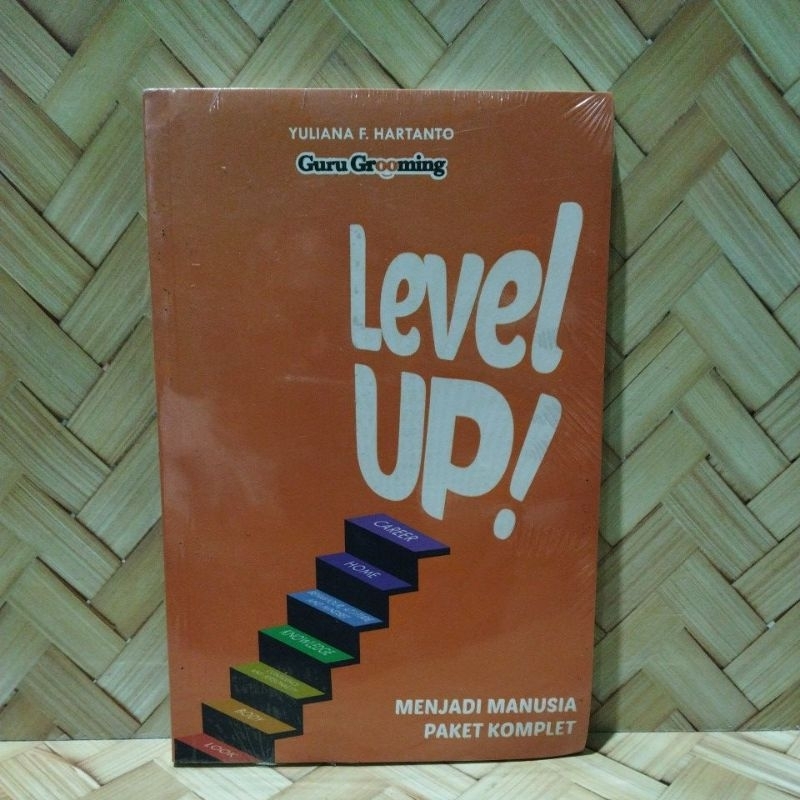 YULIANA F. HARTANTO
Guru Grooming
Level
UP!
CAREER
HOME
KNOWLEDGE
BODY
LOOK
MENJADI MANUSIA
PAKET KOMPLET